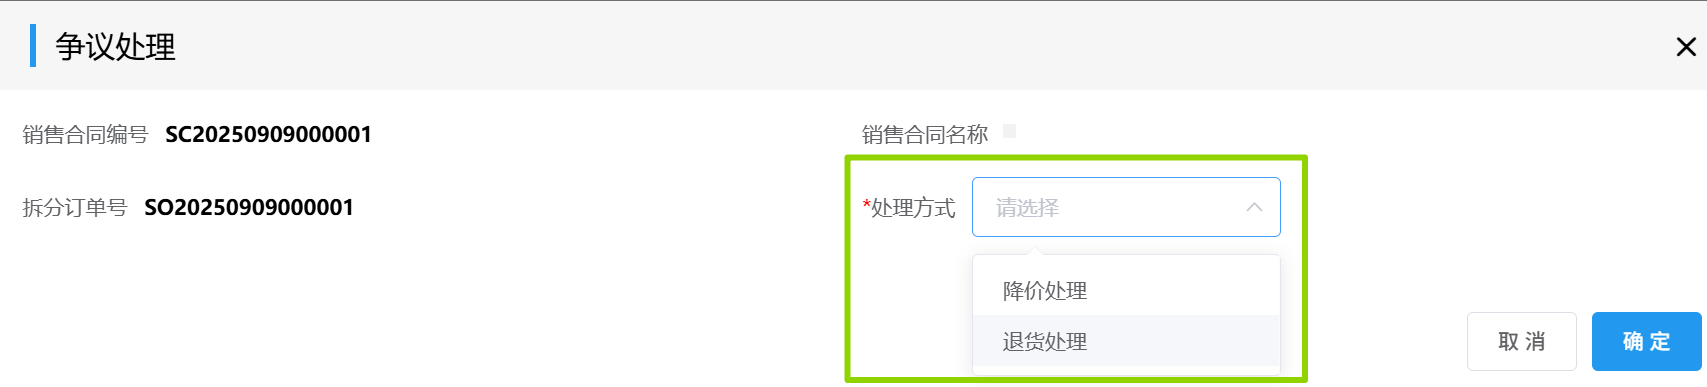 争议处理
销售合同编号 SC20250909000001 销售合同名称
拆分订单号 SO20250909000001 *处理方式 请选择
降价处理
退货处理
取消 确定